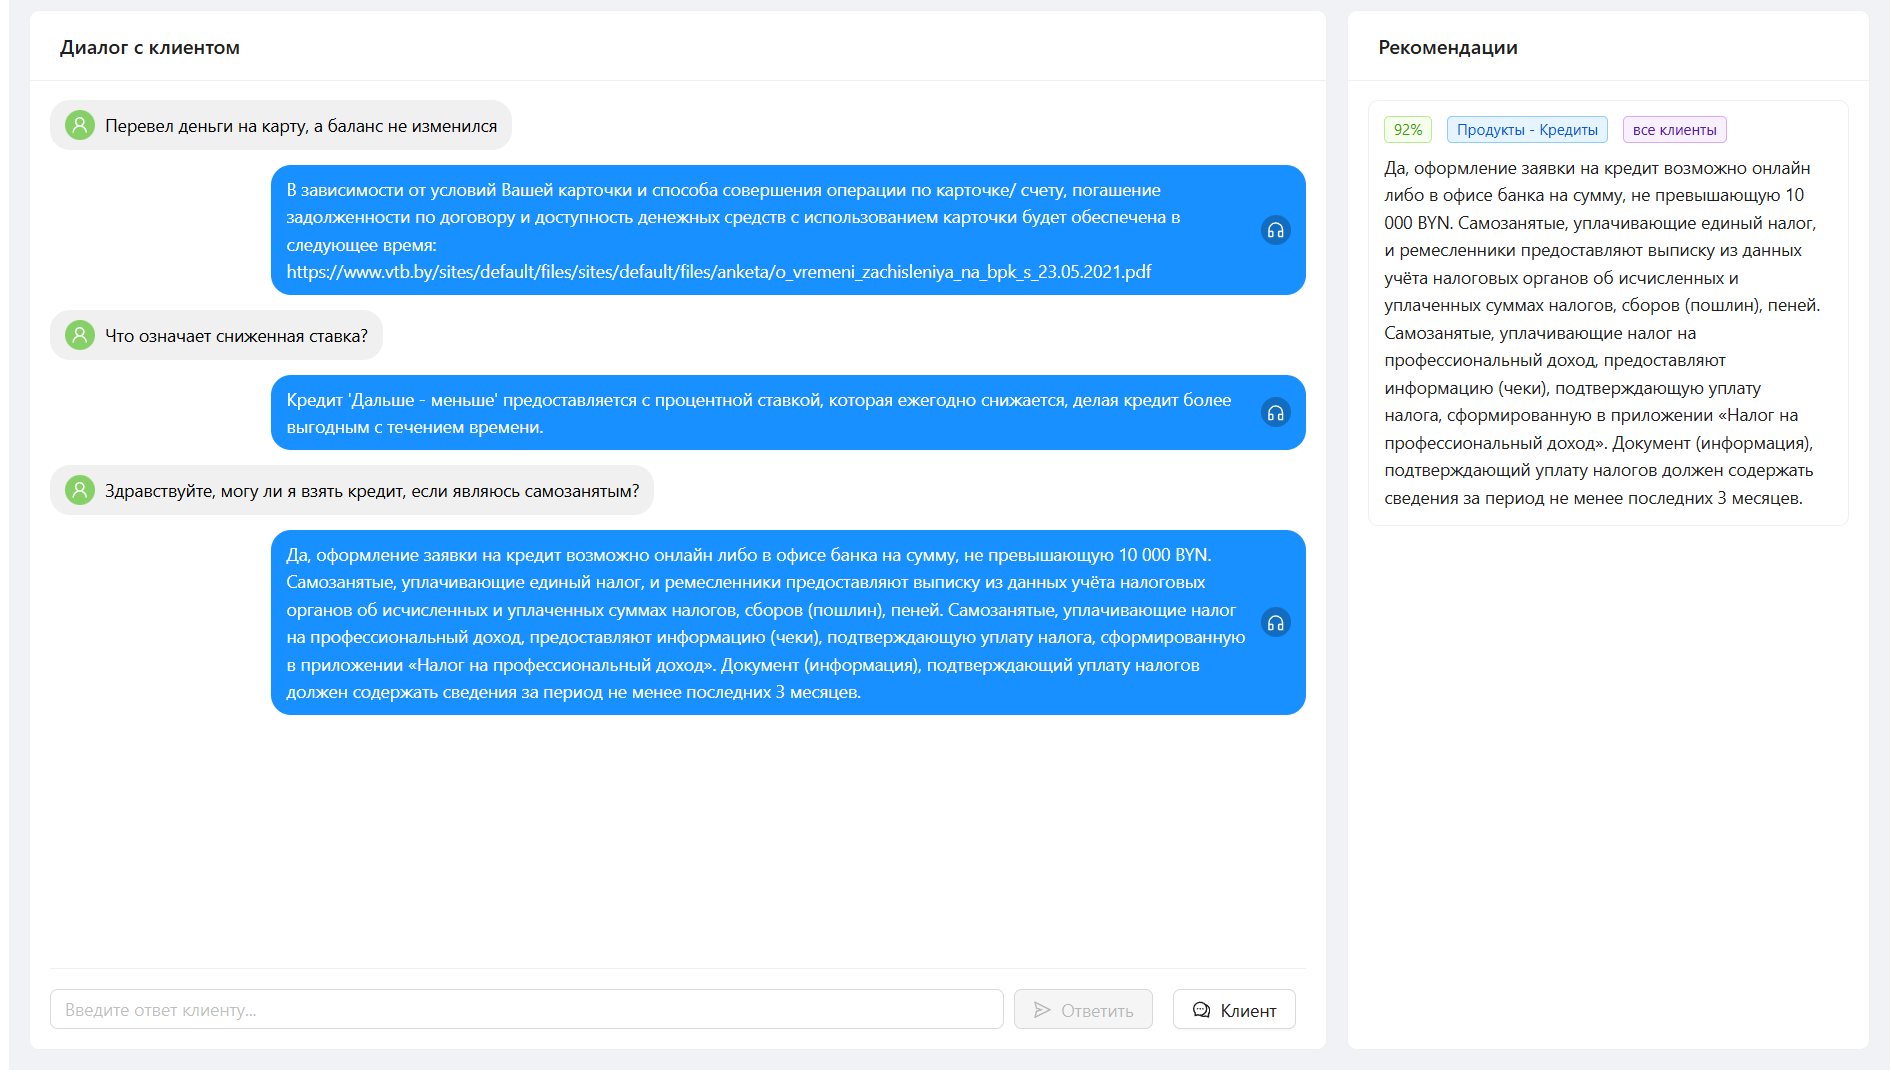 Диалог с клиентом
Перевел деньги на карту, а баланс не изменился
В зависимости от условий Вашей карточки и способа совершения операции по карточке/ счету, погашение
задолженности по договору и доступность денежных средств с использованием карточки будет обеспечена в
следующее время:
https://www.vtb.by/sites/default/files/sites/default/files/anketa/o_vremeni_zachisleniya_na_bpk_s_23.05.2021.pdf
Что означает сниженная ставка?
Кредит 'Дальше - меньше' предоставляется с процентной ставкой, которая ежегодно снижается, делая кредит более
выгодным с течением времени.
Здравствуйте, могу ли я взять кредит, если являюсь самозанятым?
Да, оформление заявки на кредит возможно онлайн либо в офисе банка на сумму, не превышающую 10 000 BYN.
Самозанятые, уплачивающие единый налог, и ремесленники предоставляют выписку из данных учёта налоговых
органов об исчисленных и уплаченных суммах налогов, сборов (пошлин), пеней. Самозанятые, уплачивающие налог
на профессиональный доход, предоставляют информацию (чеки), подтверждающую уплату налога, сформированную
в приложении «Налог на профессиональный доход». Документ (информация), подтверждающий уплату налогов
должен содержать сведения за период не менее последних 3 месяцев.
Введите ответ клиенту...
Ответить
Клиент
Рекомендации
92%
Продукты - Кредиты
все клиенты
Да, оформление заявки на кредит возможно онлайн
либо в офисе банка на сумму, не превышающую 10
000 BYN. Самозанятые, уплачивающие единый налог,
и ремесленники предоставляют выписку из данных
учёта налоговых органов об исчисленных и
уплаченных суммах налогов, сборов (пошлин), пеней.
Самозанятые, уплачивающие налог на
профессиональный доход, предоставляют
информацию (чеки), подтверждающую уплату
налога, сформированную в приложении «Налог на
профессиональный доход». Документ (информация),
подтверждающий уплату налогов должен содержать
сведения за период не менее последних 3 месяцев.